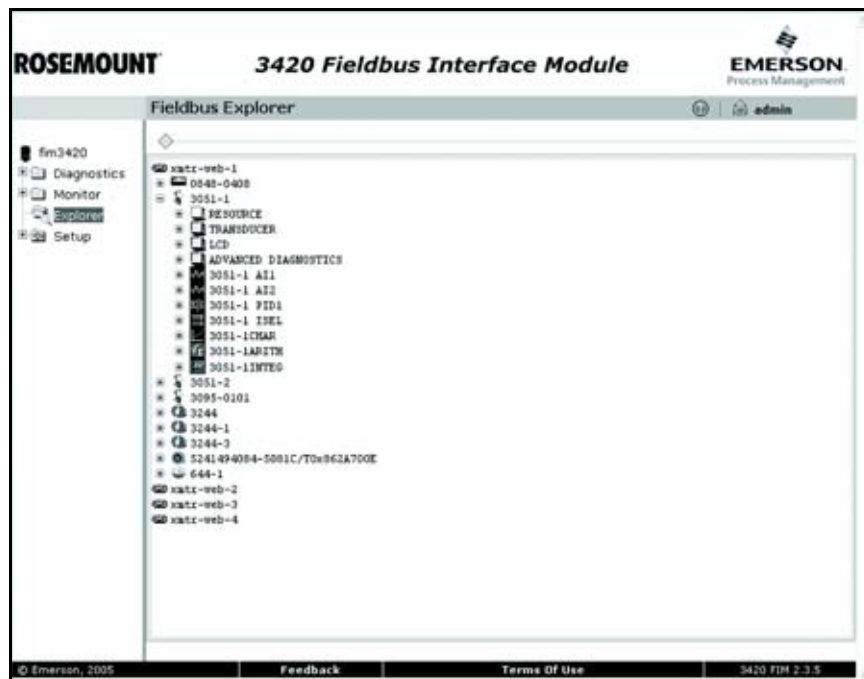 ROSEMOUNT
3420 Fieldbus Interface Module
EMERSON.
Process Management
Fieldbus Explorer
admin
fim3420
Diagnostics
Monitor
Explorer
Setup
xmtr-web-1
0848-0408
3051-1
RESOURCE
TRANSDUCER
LCD
ADVANCED DIAGNOSTICS
3051-1 AI1
3051-1 AI2
3051-1 PID1
3051-1 ISEL
3051-1CHAR
3051-1ARITH
3051-1INTEG
3051-2
3095-0101
3244
3244-1
3244-3
5241494084-5081C/T0x862A700E
644-1
xmtr-web-2
xmtr-web-3
xmtr-web-4
© Emerson, 2005
Feedback
Terms Of Use
3420 FIM 2.3.5